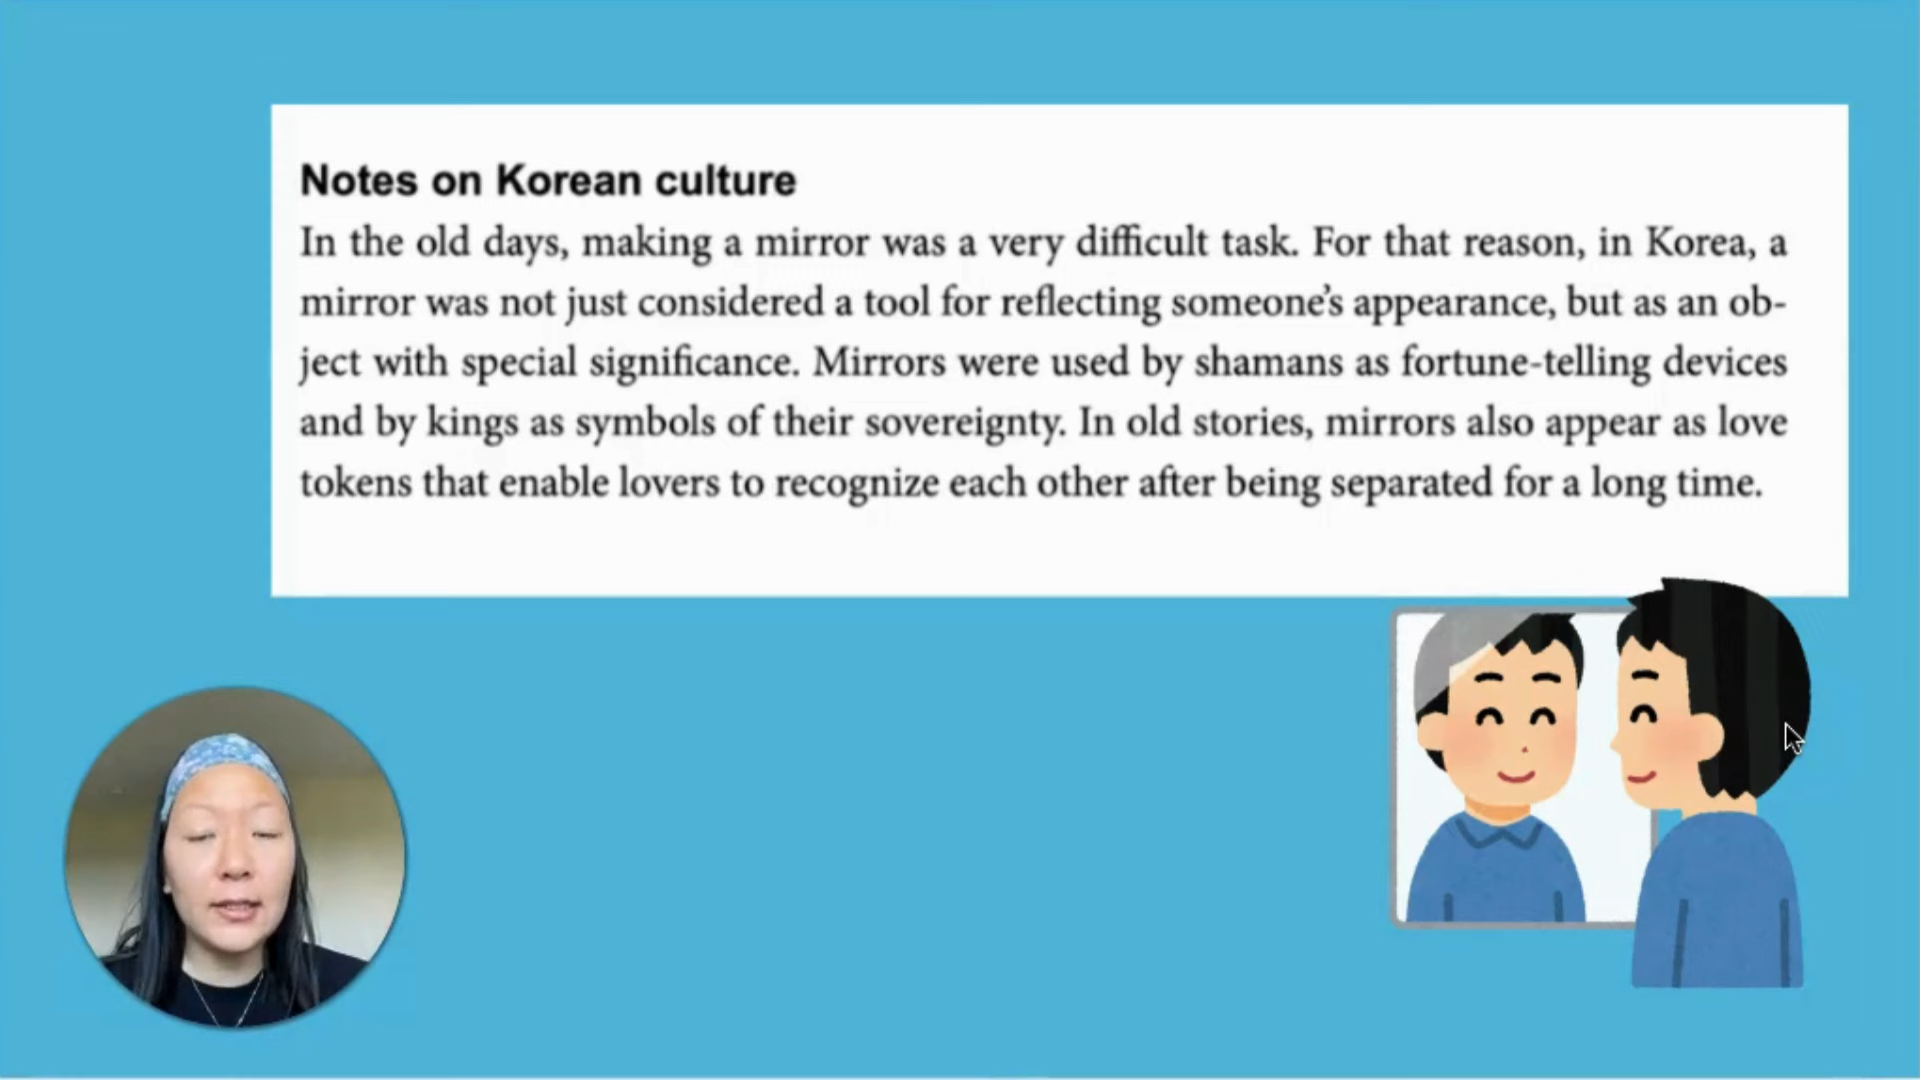 Notes on Korean culture
In the old days, making a mirror was a very difficult task. For that reason, in Korea, a
mirror was not just considered a tool for reflecting someone's appearance, but as an ob-
ject with special significance. Mirrors were used by shamans as fortune-telling devices
and by kings as symbols of their sovereignty. In old stories, mirrors also appear as love
tokens that enable lovers to recognize each other after being separated for a long time.